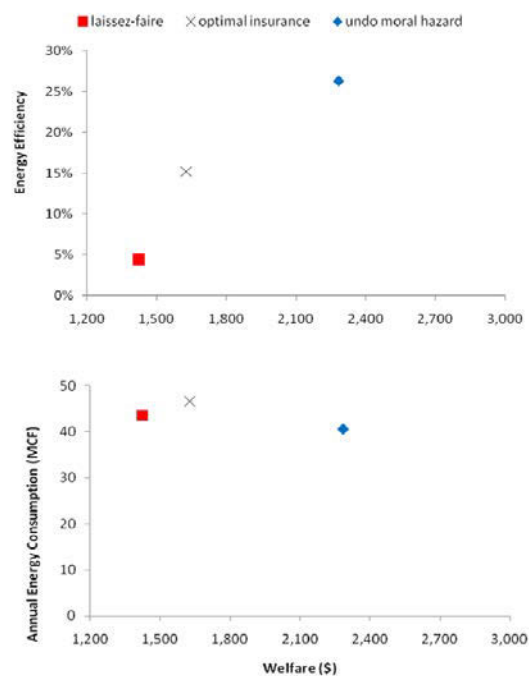 laissez-faire optimal insurance undo moral hazard
30%
25%
20%
15%
10%
5%
0%
Energy Efficiency
1,200 1,500 1,800 2,100 2,400 2,700 3,000
50
40
30
20
10
0
Annual Energy Consumption (MCF)
1,200 1,500 1,800 2,100 2,400 2,700 3,000
Welfare ($)